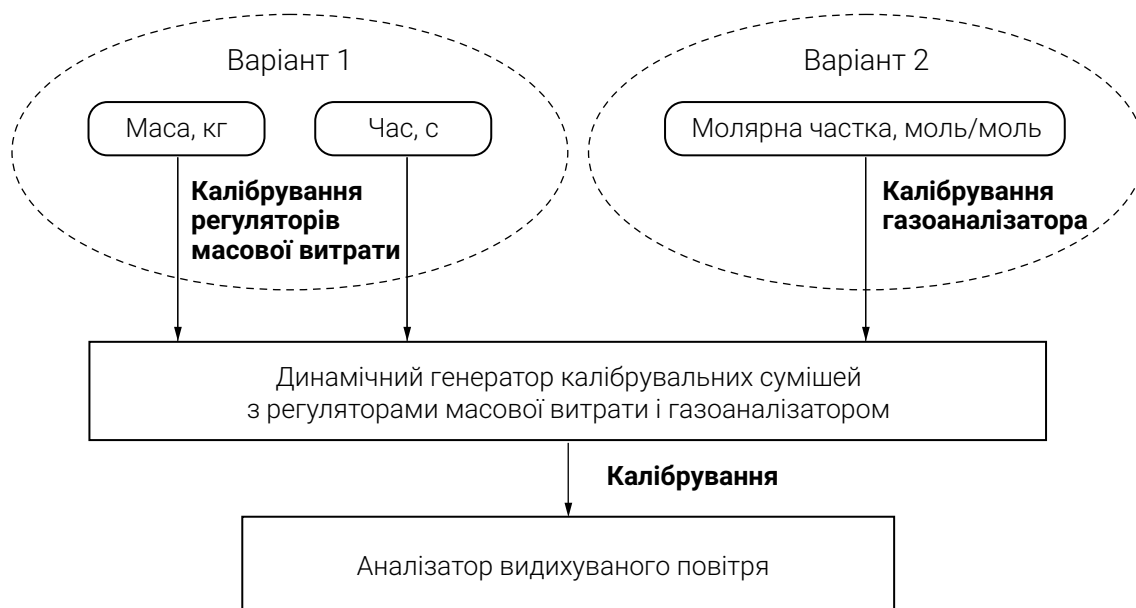 Варіант 1
Варіант 2
Маса, кг
Час, с
Молярна частка, моль/моль
Калібрування
регуляторів
масової витрати
Калібрування
газоаналізатора
Динамічний генератор калібрувальних сумішей
з регуляторами масової витрати і газоаналізатором
Калібрування
Аналізатор видихуваного повітря